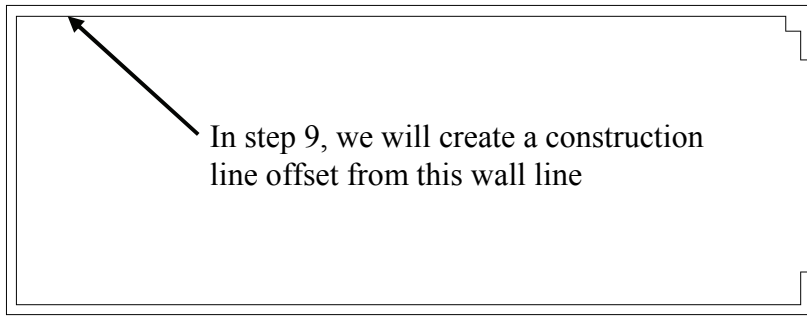 In step 9, we will create a construction
line offset from this wall line